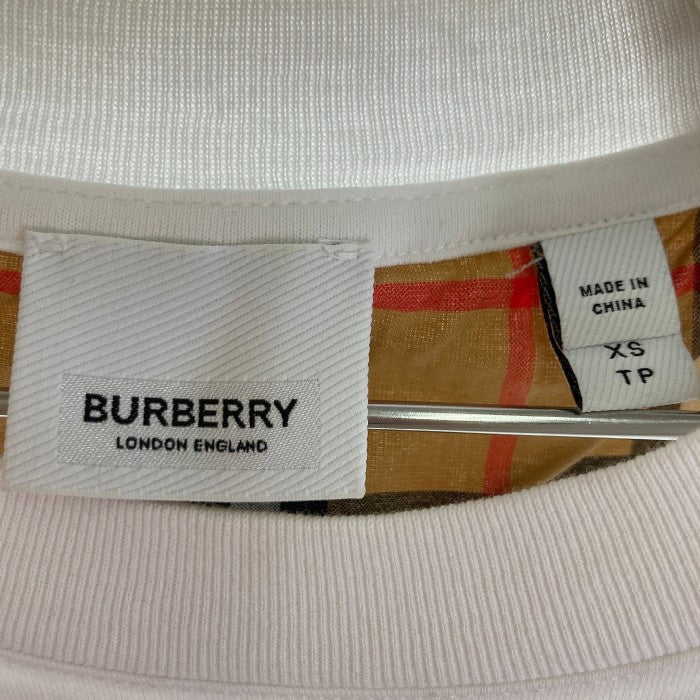 BURBERRY
LONDON ENGLAND
MADE IN
CHINA
XS
TP